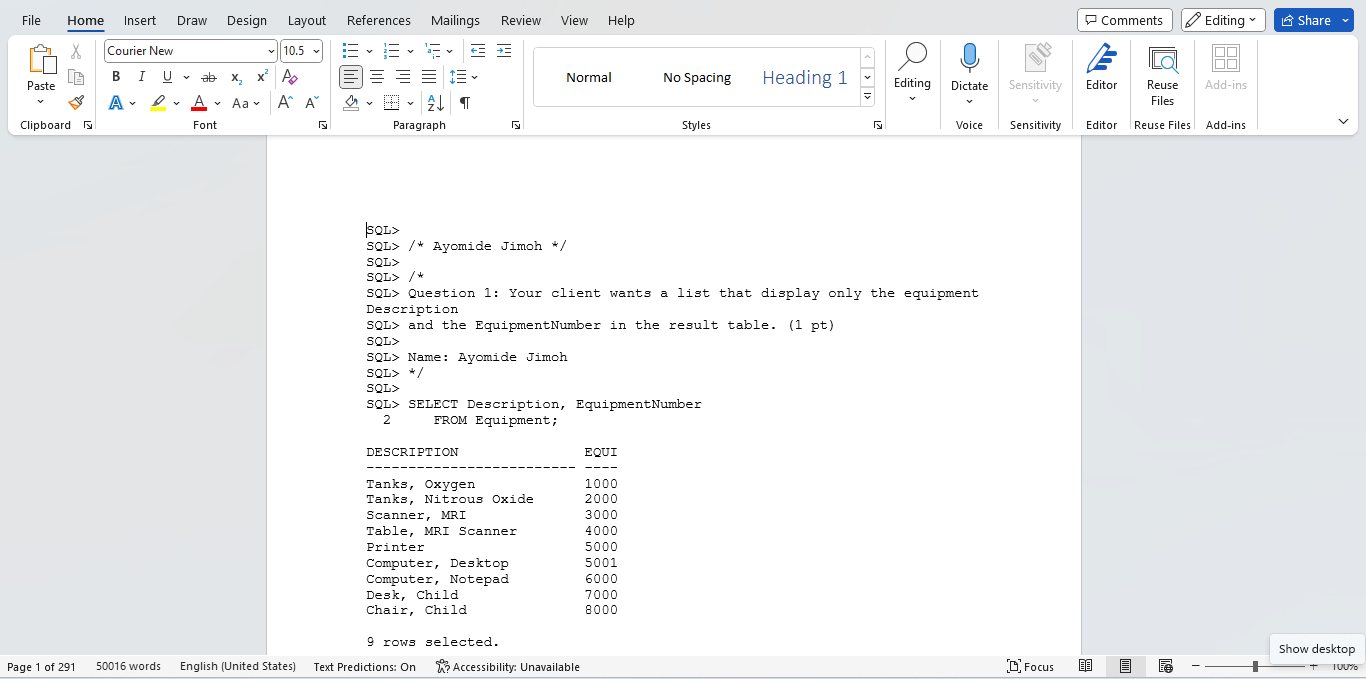 File Home Insert Draw Design Layout References Mailings Review View Help Comments Editing Share
Courier New 10.5
Paste
B I U ab x₂ x² A
A A Aa A A
A Z
Normal No Spacing Heading 1
Editing Dictate Sensitivity Editor Reuse Files Add-ins
Clipboard Font Paragraph Styles Voice Sensitivity Editor Reuse Files Add-ins
SQL>
SQL> /* Ayomide Jimoh */
SQL>
SQL> /*
SQL> Question 1: Your client wants a list that display only the equipment
Description
SQL> and the EquipmentNumber in the result table. (1 pt)
SQL>
SQL> Name: Ayomide Jimoh
SQL> */
SQL>
SQL> SELECT Description, EquipmentNumber
2 FROM Equipment;
DESCRIPTION EQUI
------------------------- ----
Tanks, Oxygen 1000
Tanks, Nitrous Oxide 2000
Scanner, MRI 3000
Table, MRI Scanner 4000
Printer 5000
Computer, Desktop 5001
Computer, Notepad 6000
Desk, Child 7000
Chair, Child 8000
9 rows selected.
Show desktop
Page 1 of 291 50016 words English (United States) Text Predictions: On Accessibility: Unavailable Focus 100%